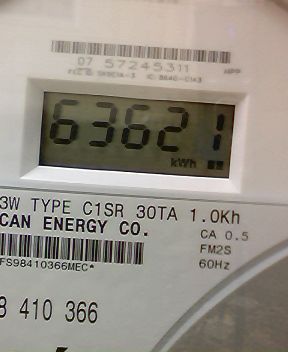 07 57245311
63621
kWh
3W TYPE C1SR 30TA 1.0Kh
CAN ENERGY CO.
CA 0.5
FM2S
FS98410366MEC*
60Hz
8 410 366